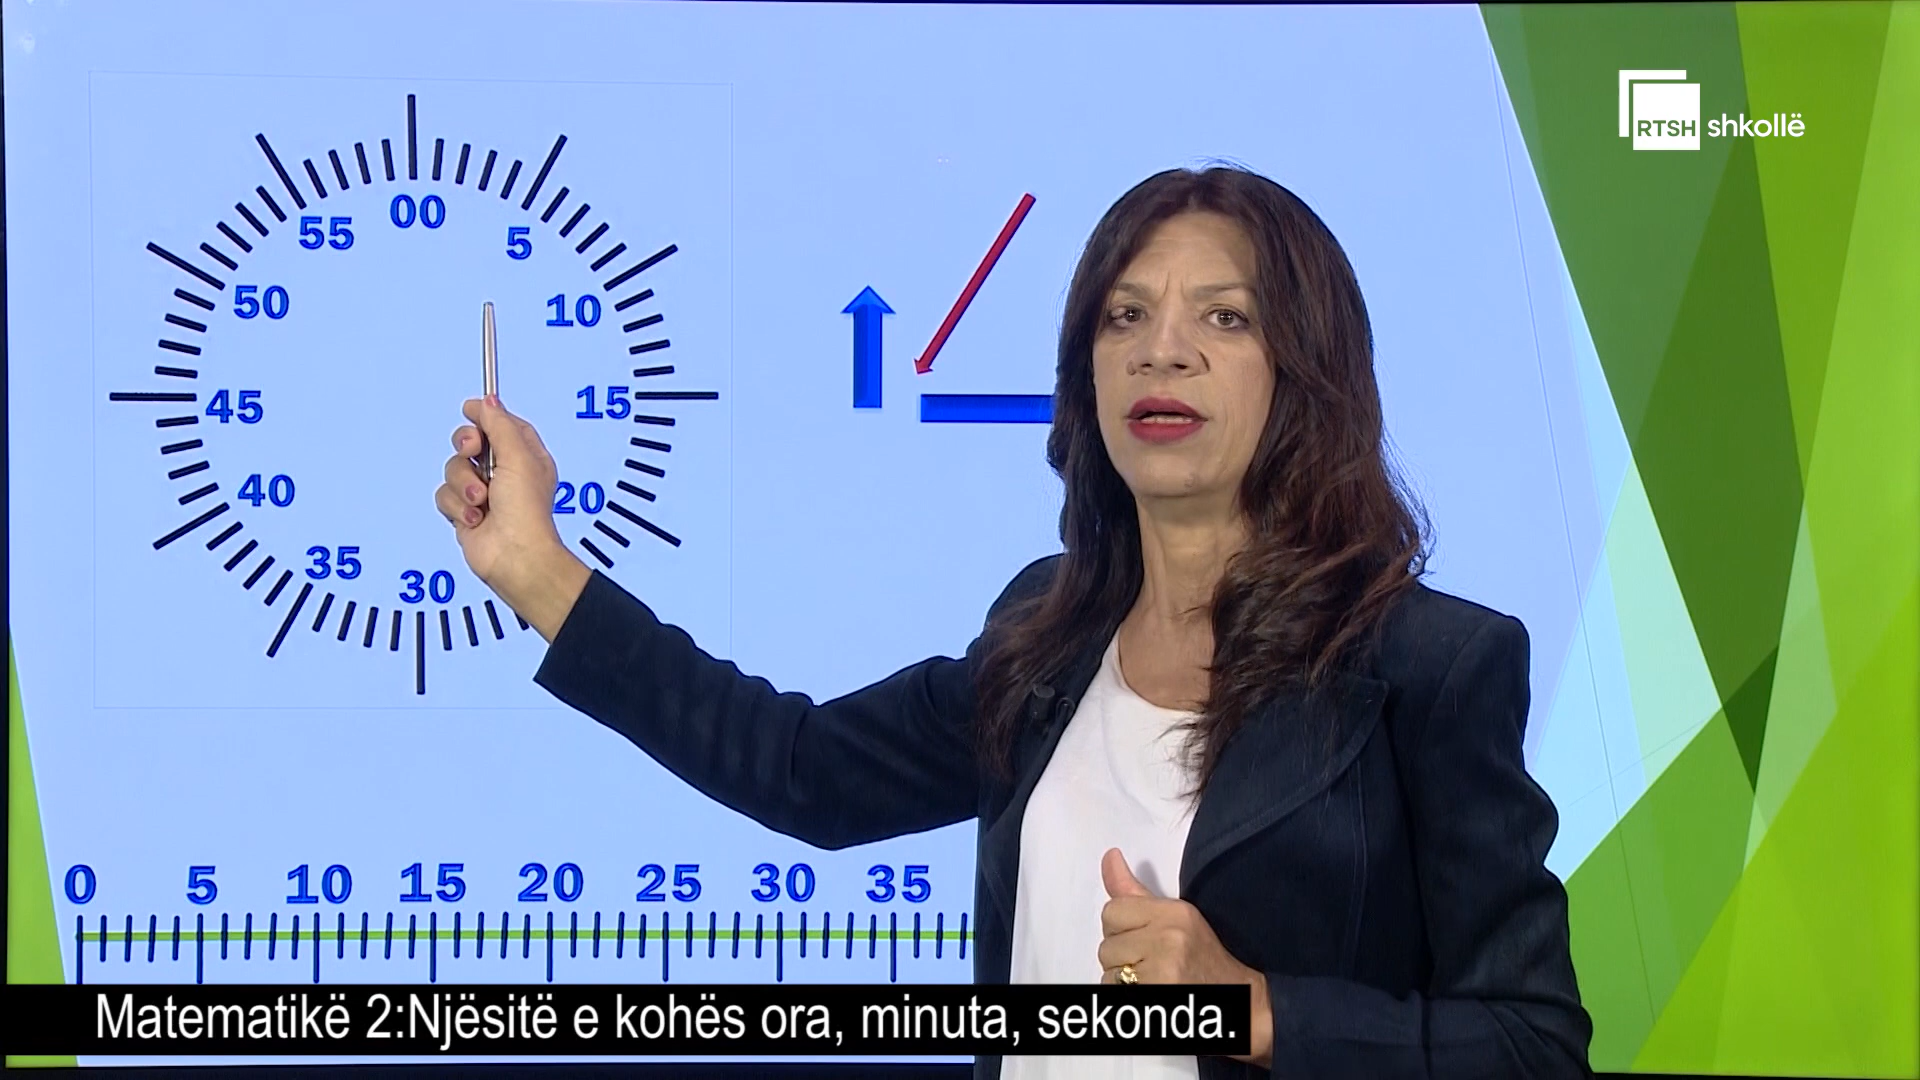 RTSH shkollë
00
55 5
50 10
45 15
40 20
35 30
0 5 10 15 20 25 30 35
Matematikë 2:Njësitë e kohës ora, minuta, sekonda.